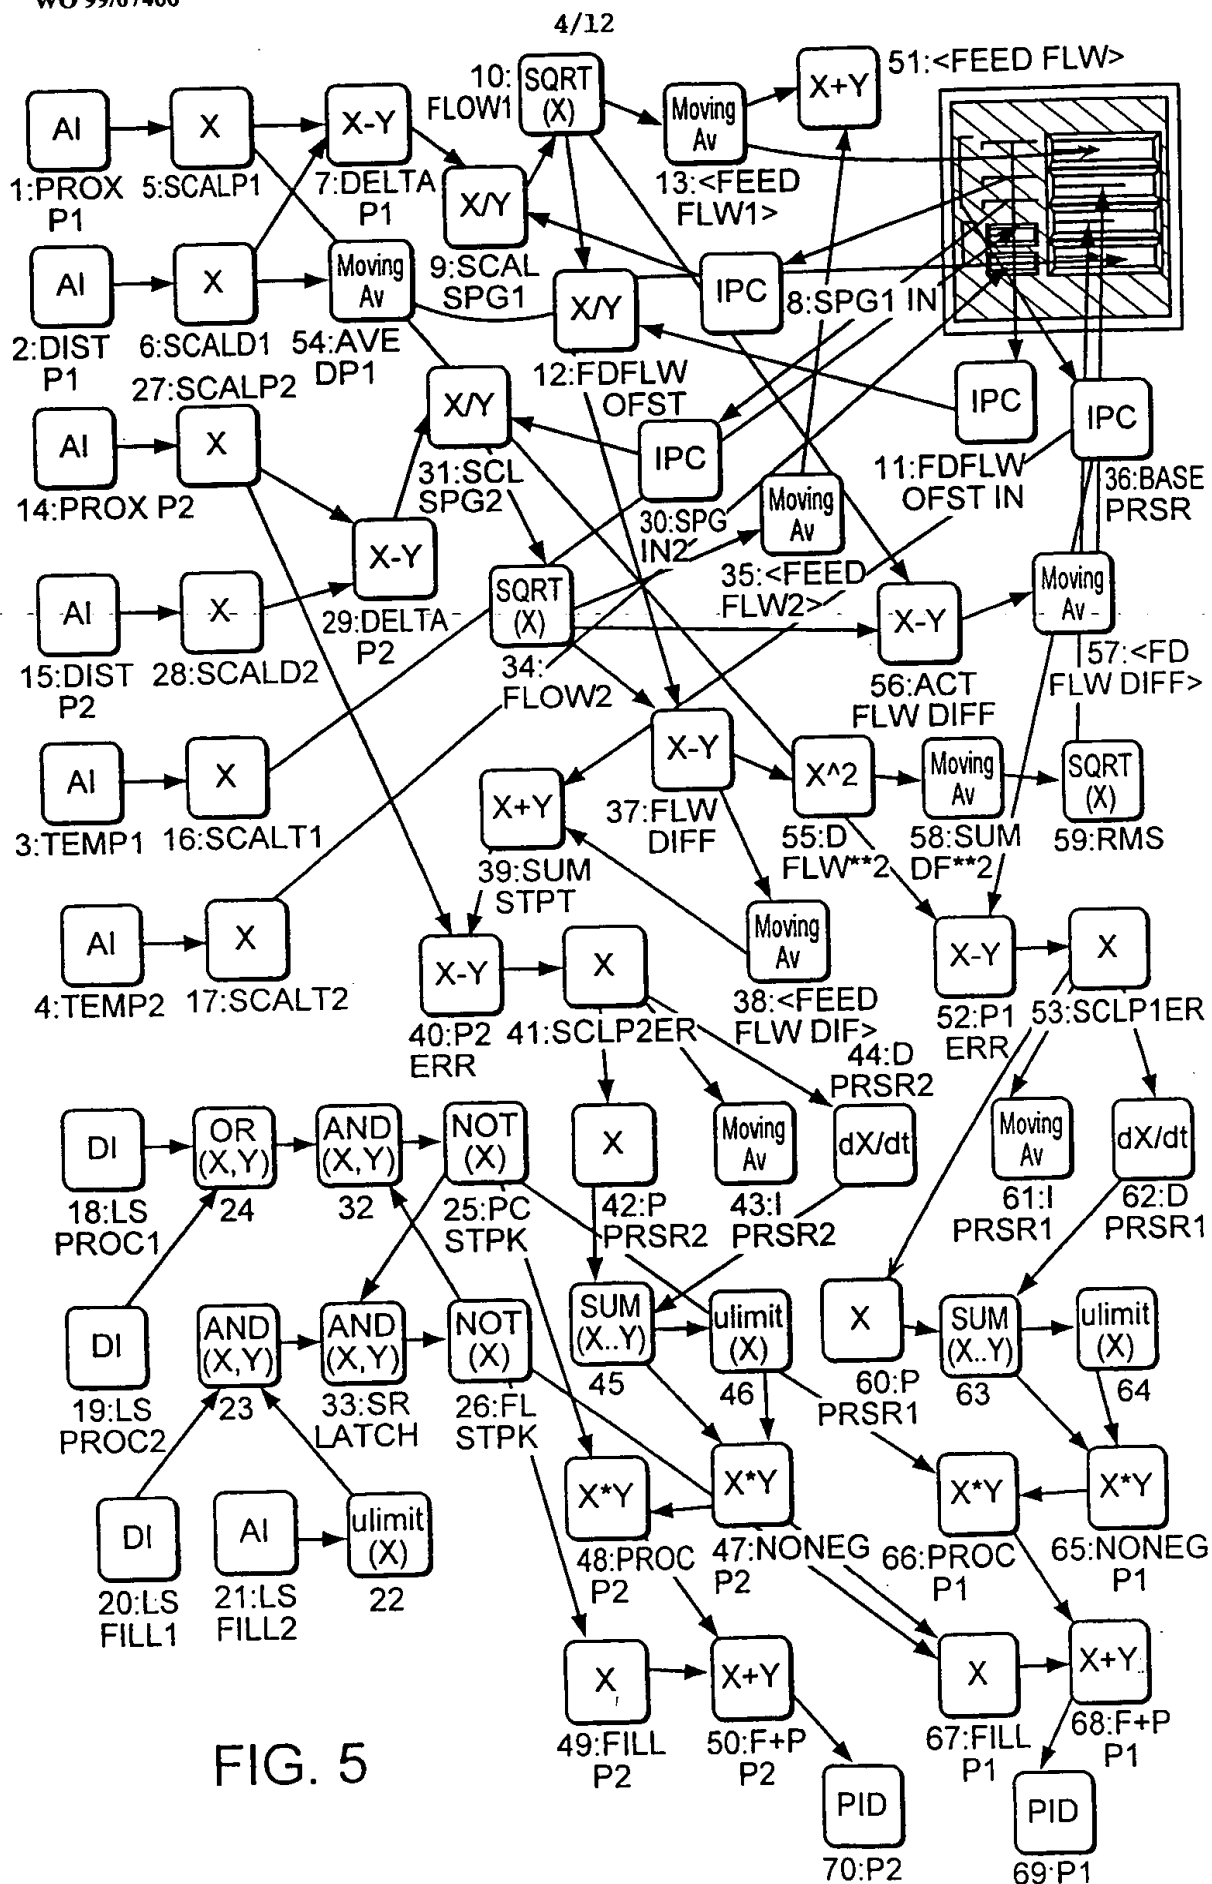 4/12
AI
1:PROX
P1
X
5:SCALP1
X-Y
7:DELTA
P1
10:
FLOW1
SQRT
(X)
X/Y
9:SCAL
SPG1
Moving
Av
13:<FEED
FLW1>
X+Y
51:<FEED FLW>
AI
2:DIST
P1
X
6:SCALD1
Moving
Av
54:AVE
DP1
X/Y
12:FDFLW
OFST
IPC
8:SPG1 IN
IPC
11:FDFLW
OFST IN
IPC
36:BASE
PRSR
AI
14:PROX P2
27:SCALP2
X
X/Y
31:SCL
SPG2
IPC
30:SPG
IN2
Moving
Av
35:<FEED
FLW2>
X-Y
29:DELTA
P2
AI
15:DIST
P2
X
28:SCALD2
SQRT
(X)
34:
FLOW2
X-Y
56:ACT
FLW DIFF
Moving
Av
57:<FD
FLW DIFF>
AI
3:TEMP1
X
16:SCALT1
X+Y
39:SUM
STPT
X-Y
37:FLW
DIFF
X^2
55:D
FLW**2
Moving
Av
58:SUM
DF**2
SQRT
(X)
59:RMS
AI
4:TEMP2
X
17:SCALT2
X-Y
40:P2
ERR
X
41:SCLP2ER
Moving
Av
38:<FEED
FLW DIF>
X-Y
52:P1
ERR
X
53:SCLP1ER
DI
18:LS
PROC1
OR
(X,Y)
24
AND
(X,Y)
32
NOT
(X)
25:PC
STPK
X
42:P
PRSR2
Moving
Av
43:I
PRSR2
44:D
PRSR2
dX/dt
Moving
Av
61:I
PRSR1
dX/dt
62:D
PRSR1
DI
19:LS
PROC2
AND
(X,Y)
23
AND
(X,Y)
33:SR
LATCH
NOT
(X)
26:FL
STPK
SUM
(X..Y)
45
ulimit
(X)
46
X
60:P
PRSR1
SUM
(X..Y)
63
ulimit
(X)
64
DI
20:LS
FILL1
AI
21:LS
FILL2
ulimit
(X)
22
X*Y
48:PROC
P2
X*Y
47:NONEG
P2
X*Y
66:PROC
P1
X*Y
65:NONEG
P1
X
49:FILL
P2
X+Y
50:F+P
P2
X
67:FILL
P1
X+Y
68:F+P
P1
PID
70:P2
PID
69:P1
FIG. 5